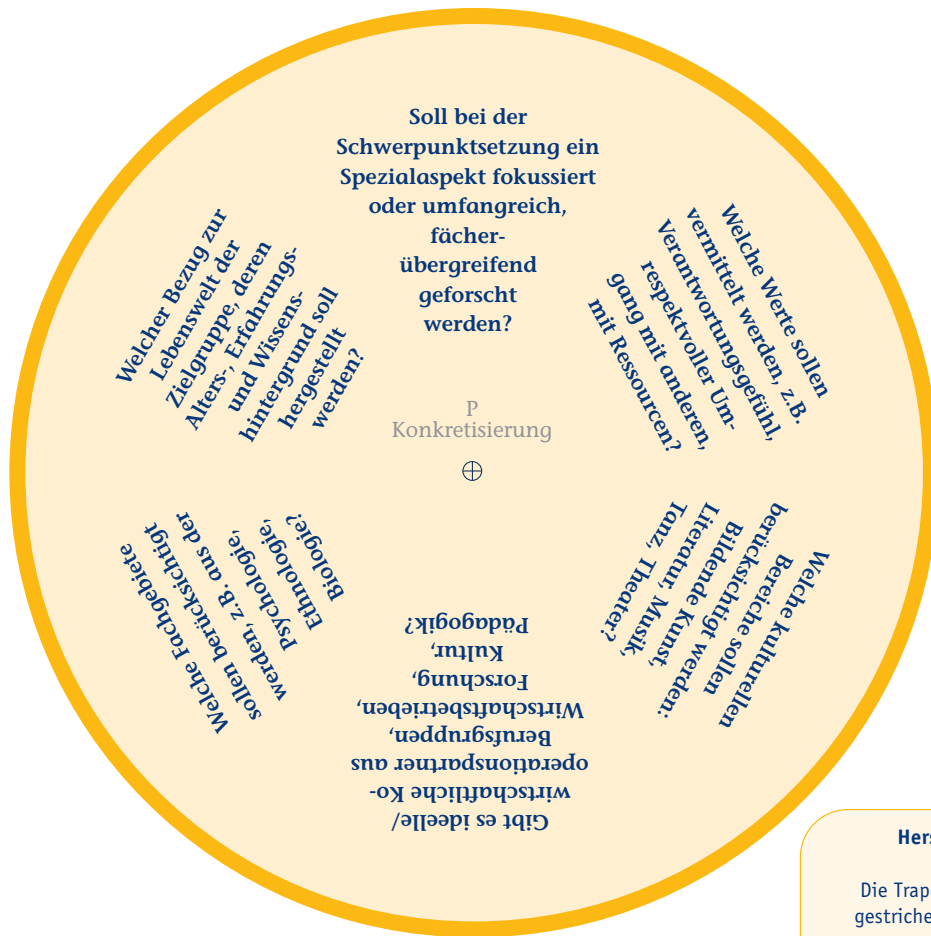 Soll bei der
Schwerpunktsetzung ein
Spezialaspekt fokussiert
oder umfangreich,
fächer-
übergreifend
geforscht
werden?
Welche Werte sollen
vermittelt werden, z.B.
Verantwortungsgefühl,
respektvoller Um-
gang mit anderen,
mit Ressourcen?
Welche kulturellen
Bereiche sollen
berücksichtigt werden:
Bildende Kunst,
Literatur, Musik,
Tanz, Theater?
Gibt es ideelle/
wirtschaftliche Ko-
operationspartner aus
Berufsgruppen,
Wirtschaftsbetrieben,
Forschung,
Kultur,
Pädagogik?
Welche Fachgebiete
sollen berücksichtigt
werden, z.B. aus der
Psychologie,
Ethnologie,
Biologie?
Welcher Bezug zur
Lebenswelt der
Zielgruppe, deren
Alters-, Erfahrungs-
und Wissens-
hintergrund soll
hergestellt
werden?
P
Konkretisierung
Hers
Die Trap
gestriche